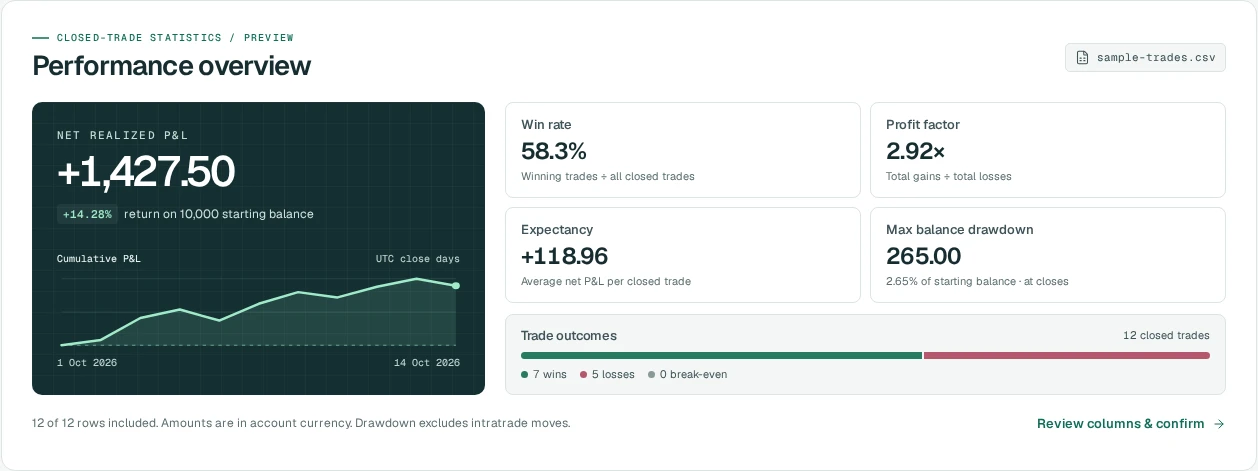 CLOSED-TRADE STATISTICS / PREVIEW
Performance overview
sample-trades.csv
NET REALIZED P&L
+1,427.50
+14.28% return on 10,000 starting balance
Cumulative P&L
UTC close days
1 Oct 2026
14 Oct 2026
Win rate
58.3%
Winning trades ÷ all closed trades
Profit factor
2.92×
Total gains ÷ total losses
Expectancy
+118.96
Average net P&L per closed trade
Max balance drawdown
265.00
2.65% of starting balance · at closes
Trade outcomes
12 closed trades
7 wins
5 losses
0 break-even
12 of 12 rows included. Amounts are in account currency. Drawdown excludes intratrade moves.
Review columns & confirm →